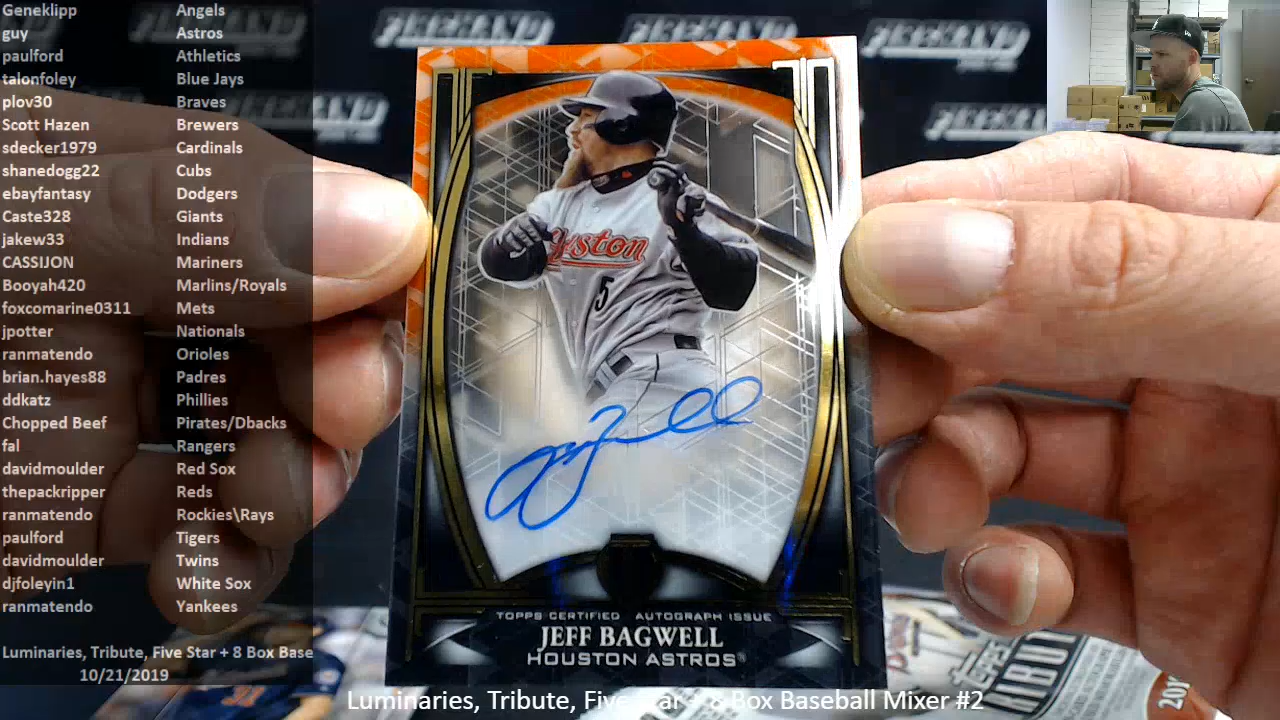 Geneklipp Angels
guy Astros
paulford Athletics
talonfoley Blue Jays
plov30 Braves
Scott Hazen Brewers
sdecker1979 Cardinals
shanedogg22 Cubs
ebayfantasy Dodgers
Caste328 Giants
jakew33 Indians
CASSIJON Mariners
Booyah420 Marlins/Royals
foxcomarine0311 Mets
jpotter Nationals
ranmatendo Orioles
brian.hayes88 Padres
ddkatz Phillies
Chopped Beef Pirates/Dbacks
fal Rangers
davidmoulder Red Sox
thepackripper Reds
ranmatendo Rockies\Rays
paulford Tigers
davidmoulder Twins
djfoleyin1 White Sox
ranmatendo Yankees
Luminaries, Tribute, Five Star + 8 Box Base
10/21/2019
Houston
5
TOPPS CERTIFIED AUTOGRAPH ISSUE
JEFF BAGWELL
HOUSTON ASTROS®
topps
TRIBUTE
Luminaries, Tribute, Five Star + 8 Box Baseball Mixer #2